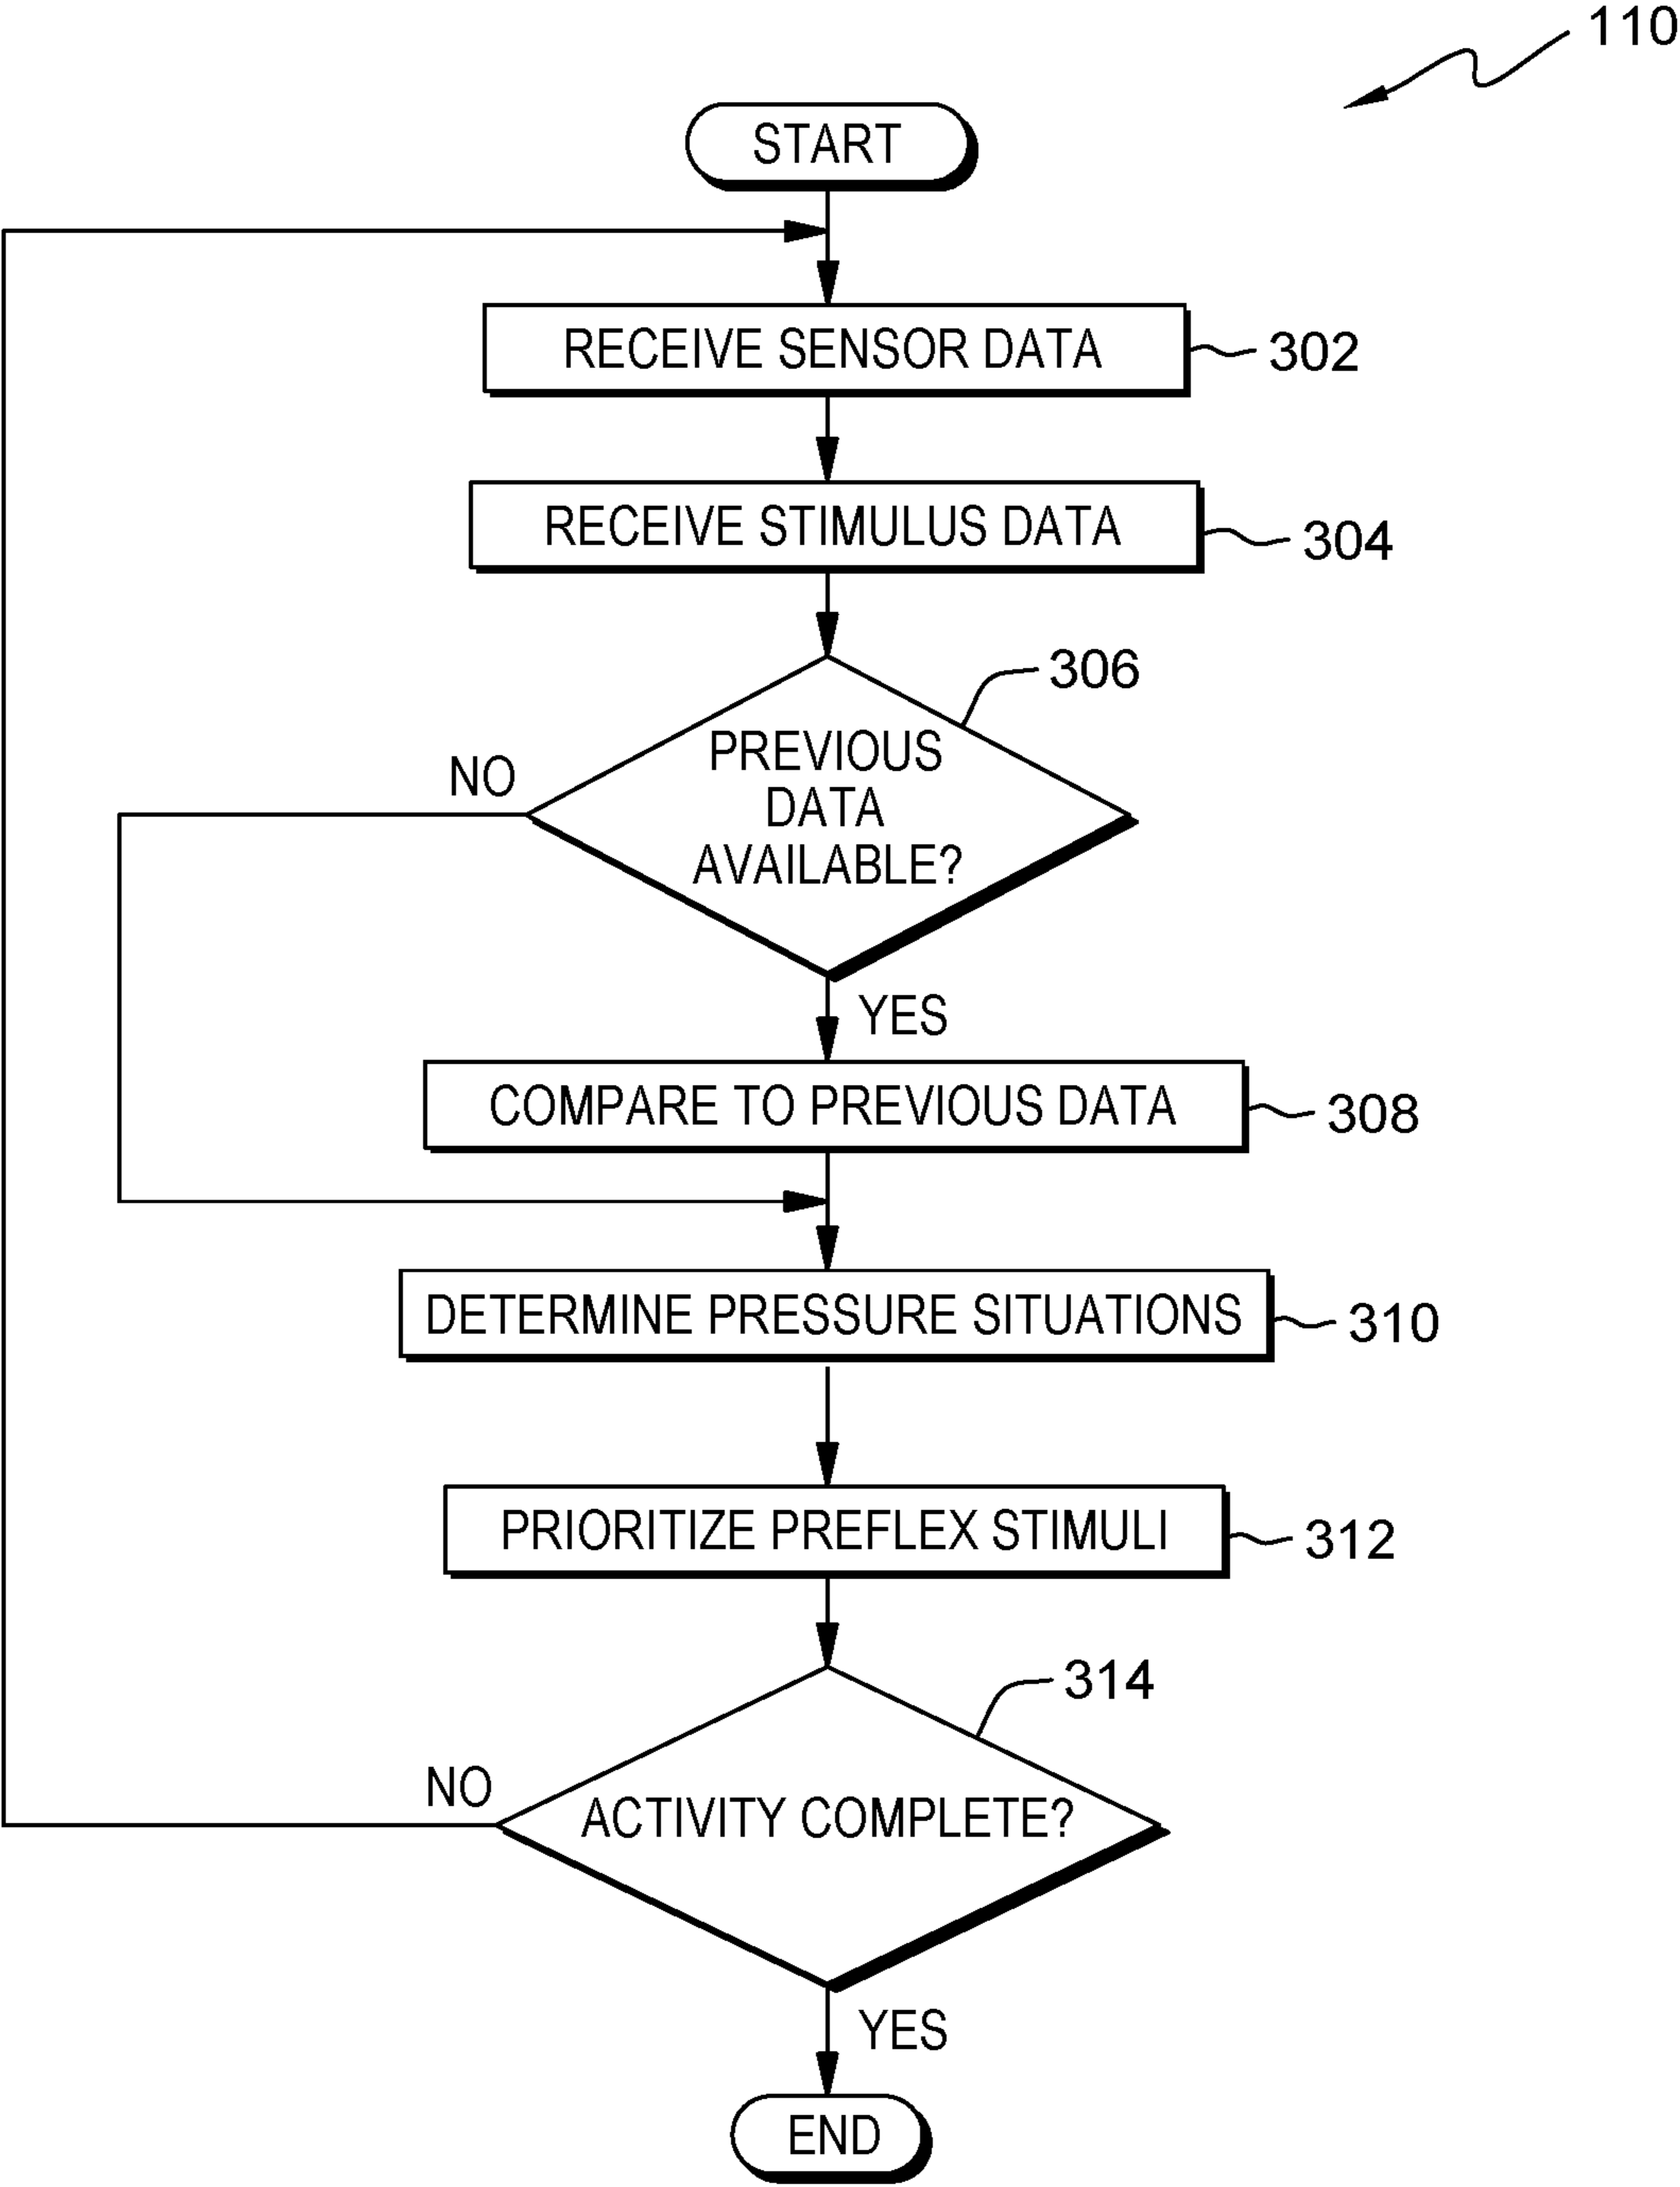 110
START
RECEIVE SENSOR DATA
302
RECEIVE STIMULUS DATA
304
306
PREVIOUS
DATA
AVAILABLE?
NO
YES
COMPARE TO PREVIOUS DATA
308
DETERMINE PRESSURE SITUATIONS
310
PRIORITIZE PREFLEX STIMULI
312
314
ACTIVITY COMPLETE?
NO
YES
END